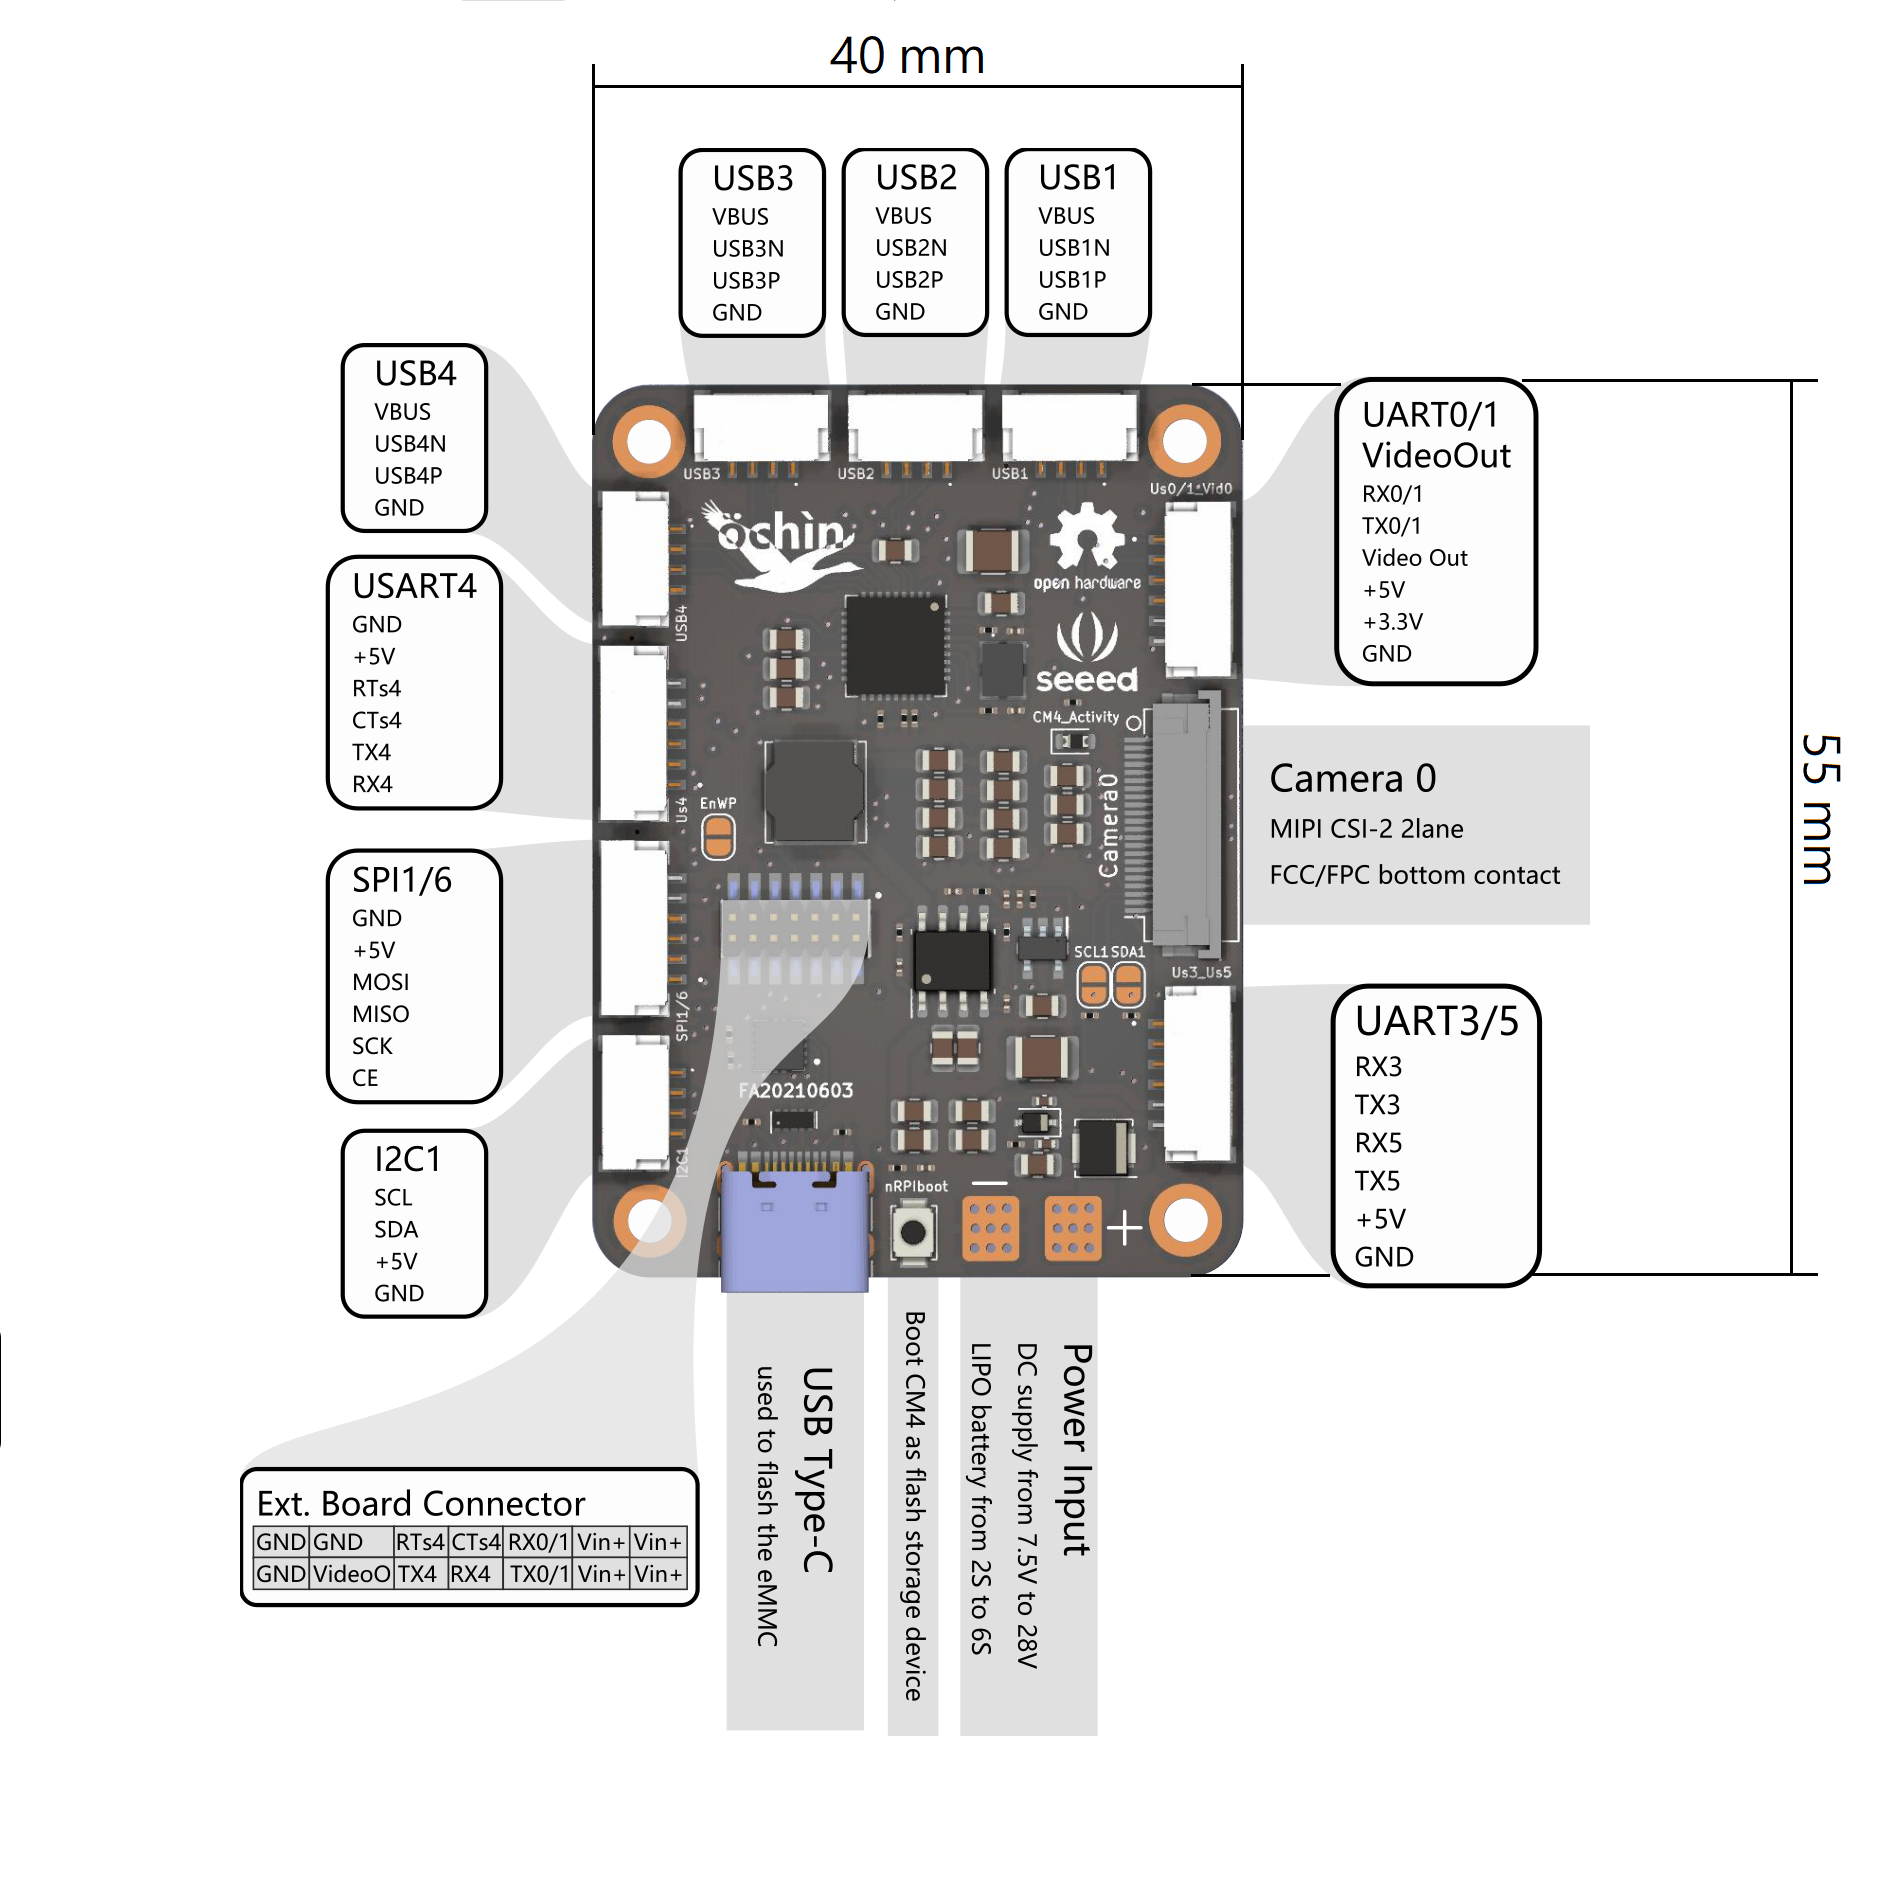 40 mm
USB3
VBUS
USB3N
USB3P
GND
USB2
VBUS
USB2N
USB2P
GND
USB1
VBUS
USB1N
USB1P
GND
USB4
VBUS
USB4N
USB4P
GND
USART4
GND
+5V
RTs4
CTs4
TX4
RX4
SPI1/6
GND
+5V
MOSI
MISO
SCK
CE
I2C1
SCL
SDA
+5V
GND
USB3
USB2
USB1
Us0/1_Vid0
öchìn
open hardware
USB4
seeed
CM4_Activity
Us4
EnWP
Camera0
SCL1 SDA1
Us3_Us5
SPI1/6
FA20210603
I2C1
nRPIboot
− +
UART0/1
VideoOut
RX0/1
TX0/1
Video Out
+5V
+3.3V
GND
Camera 0
MIPI CSI-2 2lane
FCC/FPC bottom contact
55 mm
UART3/5
RX3
TX3
RX5
TX5
+5V
GND
Ext. Board Connector
GND GND RTs4 CTs4 RX0/1 Vin+ Vin+
GND VideoO TX4 RX4 TX0/1 Vin+ Vin+
USB Type-C
used to flash the eMMC
Boot CM4 as flash storage device
Power Input
DC supply from 7.5V to 28V
LIPO battery from 2S to 6S